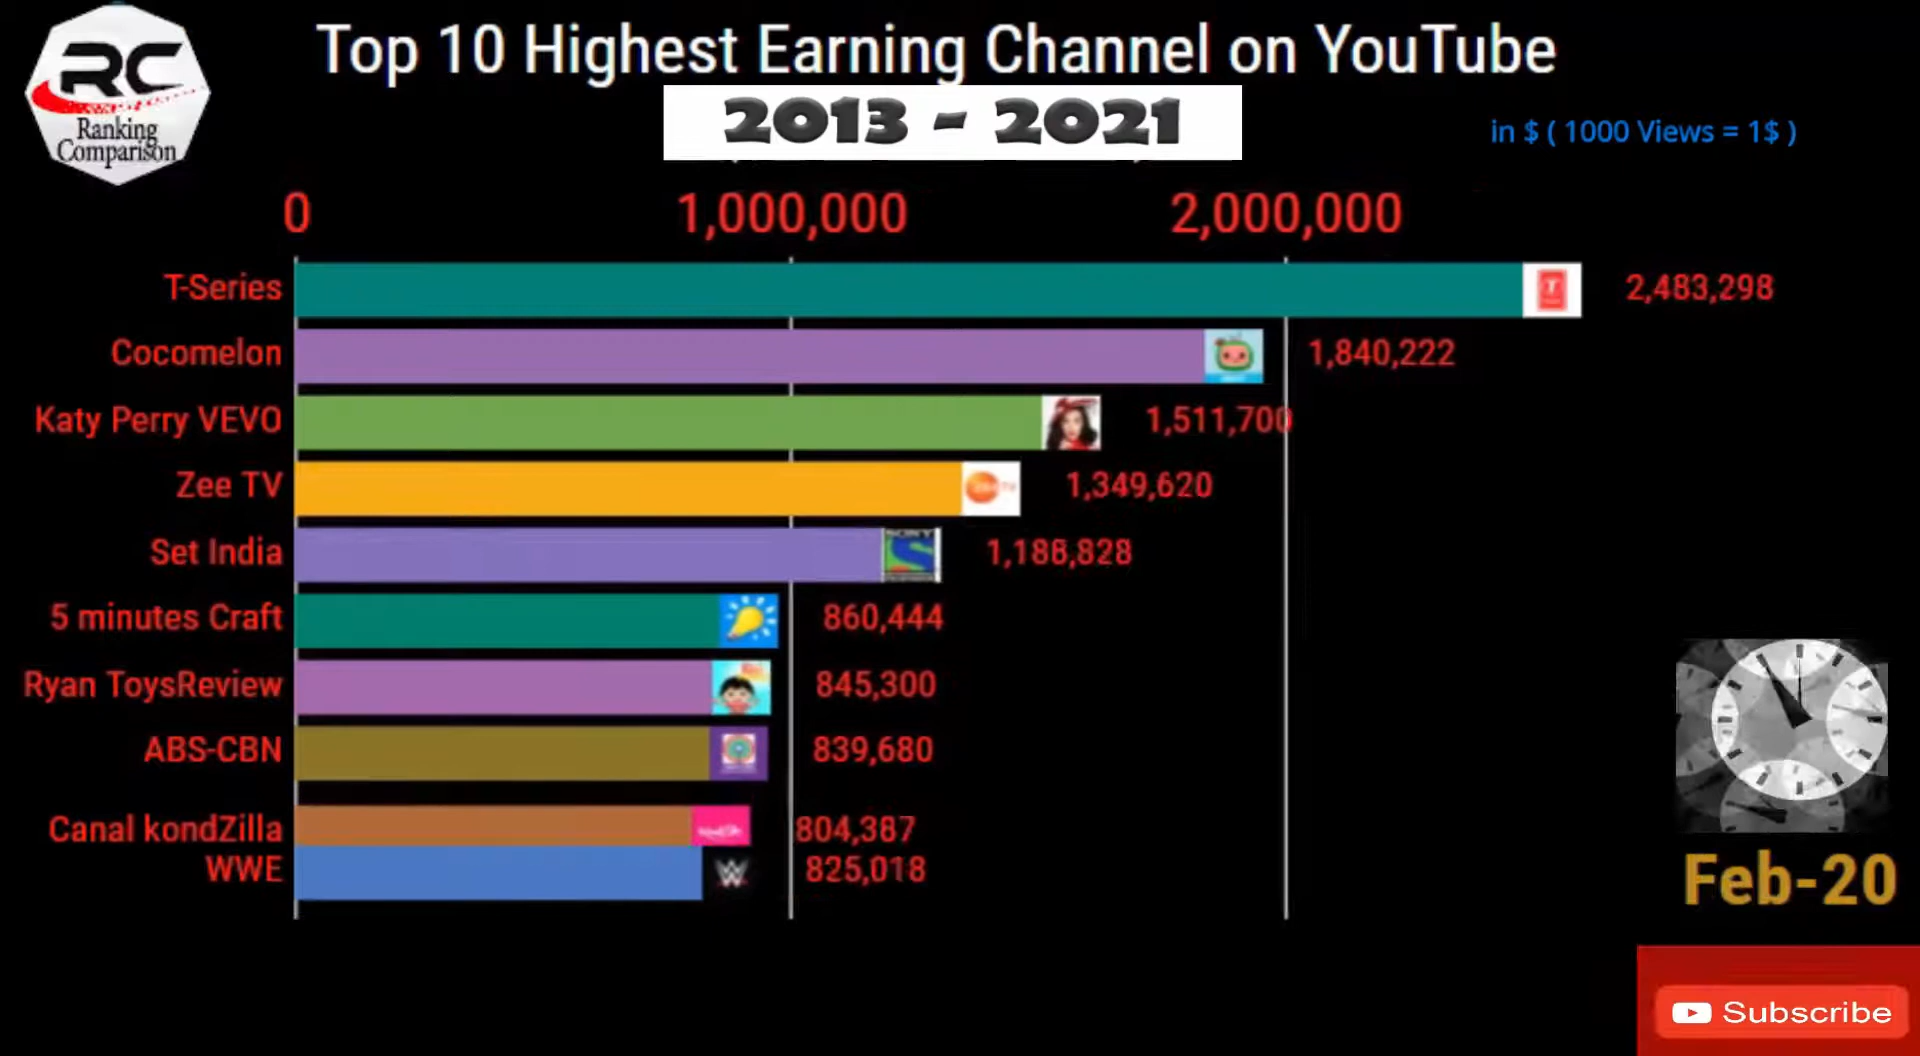 Top 10 Highest Earning Channel on YouTube
RC
Ranking
Comparison
2013 - 2021
in $ ( 1000 Views = 1$ )
0 1,000,000 2,000,000
T-Series 2,483,298
Cocomelon 1,840,222
Katy Perry VEVO 1,511,700
Zee TV 1,349,620
Set India SONY
5 minutes Craft 860,444
Ryan ToysReview 845,300
ABS-CBN 839,680
Canal kondZilla 804,387
WWE W 825,018
Feb-20
Subscribe